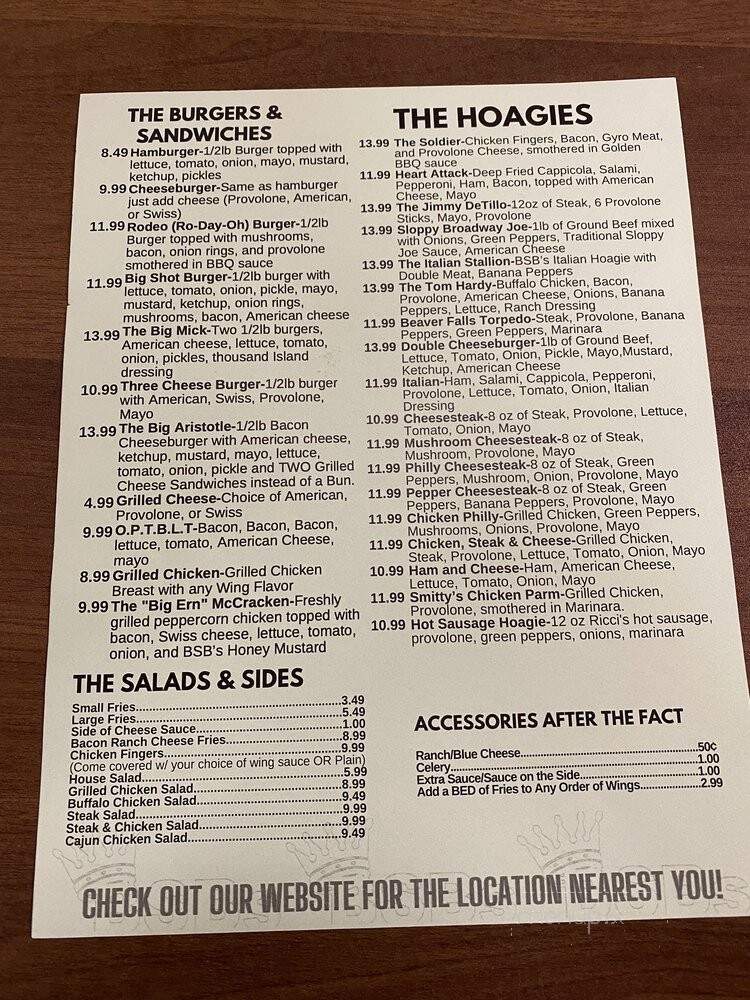 THE BURGERS &
SANDWICHES
8.49 Hamburger-1/2lb Burger topped with
lettuce, tomato, onion, mayo, mustard,
ketchup, pickles
9.99 Cheeseburger-Same as hamburger
just add cheese (Provolone, American,
or Swiss)
11.99 Rodeo (Ro-Day-Oh) Burger-1/2lb
Burger topped with mushrooms,
bacon, onion rings, and provolone
smothered in BBQ sauce
11.99 Big Shot Burger-1/2lb burger with
lettuce, tomato, onion, pickle, mayo,
mustard, ketchup, onion rings,
mushrooms, bacon, American cheese
13.99 The Big Mick-Two 1/2lb burgers,
American cheese, lettuce, tomato,
onion, pickles, thousand Island
dressing
10.99 Three Cheese Burger-1/2lb burger
with American, Swiss, Provolone,
Mayo
13.99 The Big Aristotle-1/2lb Bacon
Cheeseburger with American cheese,
ketchup, mustard, mayo, lettuce,
tomato, onion, pickle and TWO Grilled
Cheese Sandwiches instead of a Bun.
4.99 Grilled Cheese-Choice of American,
Provolone, or Swiss
9.99 O.P.T.B.L.T-Bacon, Bacon, Bacon,
lettuce, tomato, American Cheese,
mayo
8.99 Grilled Chicken-Grilled Chicken
Breast with any Wing Flavor
9.99 The "Big Ern" McCracken-Freshly
grilled peppercorn chicken topped with
bacon, Swiss cheese, lettuce, tomato,
onion, and BSB's Honey Mustard
THE SALADS & SIDES
Small Fries...3.49
Large Fries...5.49
Side of Cheese Sauce...1.00
Bacon Ranch Cheese Fries...8.99
Chicken Fingers...9.99
(Come covered w/ your choice of wing sauce OR Plain)
House Salad...5.99
Grilled Chicken Salad...8.99
Buffalo Chicken Salad...9.49
Steak Salad...9.99
Steak & Chicken Salad...9.99
Cajun Chicken Salad...9.49
THE HOAGIES
13.99 The Soldier-Chicken Fingers, Bacon, Gyro Meat,
and Provolone Cheese, smothered in Golden
BBQ sauce
11.99 Heart Attack-Deep Fried Cappicola, Salami,
Pepperoni, Ham, Bacon, topped with American
Cheese, Mayo
13.99 The Jimmy DeTillo-12oz of Steak, 6 Provolone
Sticks, Mayo, Provolone
13.99 Sloppy Broadway Joe-1lb of Ground Beef mixed
with Onions, Green Peppers, Traditional Sloppy
Joe Sauce, American Cheese
13.99 The Italian Stallion-BSB's Italian Hoagie with
Double Meat, Banana Peppers
13.99 The Tom Hardy-Buffalo Chicken, Bacon,
Provolone, American Cheese, Onions, Banana
Peppers, Lettuce, Ranch Dressing
11.99 Beaver Falls Torpedo-Steak, Provolone, Banana
Peppers, Green Peppers, Marinara
13.99 Double Cheeseburger-1lb of Ground Beef,
Lettuce, Tomato, Onion, Pickle, Mayo,Mustard,
Ketchup, American Cheese
11.99 Italian-Ham, Salami, Cappicola, Pepperoni,
Provolone, Lettuce, Tomato, Onion, Italian
Dressing
10.99 Cheesesteak-8 oz of Steak, Provolone, Lettuce,
Tomato, Onion, Mayo
11.99 Mushroom Cheesesteak-8 oz of Steak,
Mushroom, Provolone, Mayo
11.99 Philly Cheesesteak-8 oz of Steak, Green
Peppers, Mushroom, Onion, Provolone, Mayo
11.99 Pepper Cheesesteak-8 oz of Steak, Green
Peppers, Banana Peppers, Provolone, Mayo
11.99 Chicken Philly-Grilled Chicken, Green Peppers,
Mushrooms, Onions, Provolone, Mayo
11.99 Chicken, Steak & Cheese-Grilled Chicken,
Steak, Provolone, Lettuce, Tomato, Onion, Mayo
10.99 Ham and Cheese-Ham, American Cheese,
Lettuce, Tomato, Onion, Mayo
11.99 Smitty's Chicken Parm-Grilled Chicken,
Provolone, smothered in Marinara.
10.99 Hot Sausage Hoagie-12 oz Ricci's hot sausage,
provolone, green peppers, onions, marinara
ACCESSORIES AFTER THE FACT
Ranch/Blue Cheese...50¢
Celery...1.00
Extra Sauce/Sauce on the Side...1.00
Add a BED of Fries to Any Order of Wings...2.99
CHECK OUT OUR WEBSITE FOR THE LOCATION NEAREST YOU!